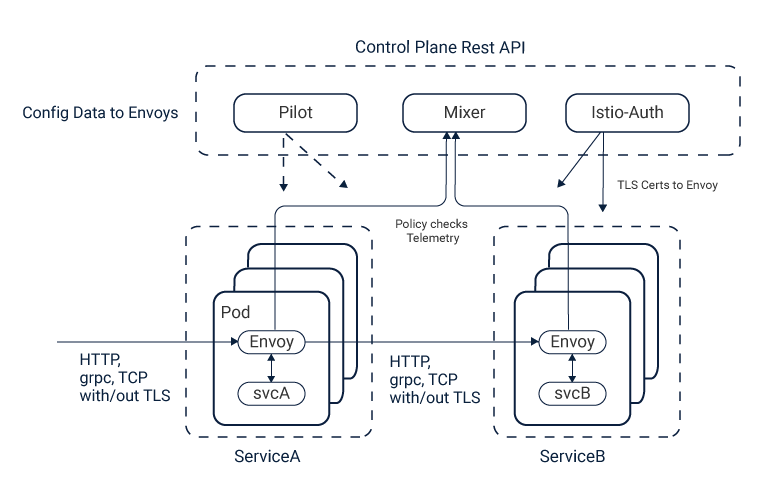 Control Plane Rest API
Config Data to Envoys
Pilot
Mixer
Istio-Auth
TLS Certs to Envoy
Policy checks
Telemetry
Pod
Envoy
svcA
HTTP,
grpc, TCP
with/out TLS
HTTP,
grpc, TCP
with/out TLS
Envoy
svcB
ServiceA
ServiceB